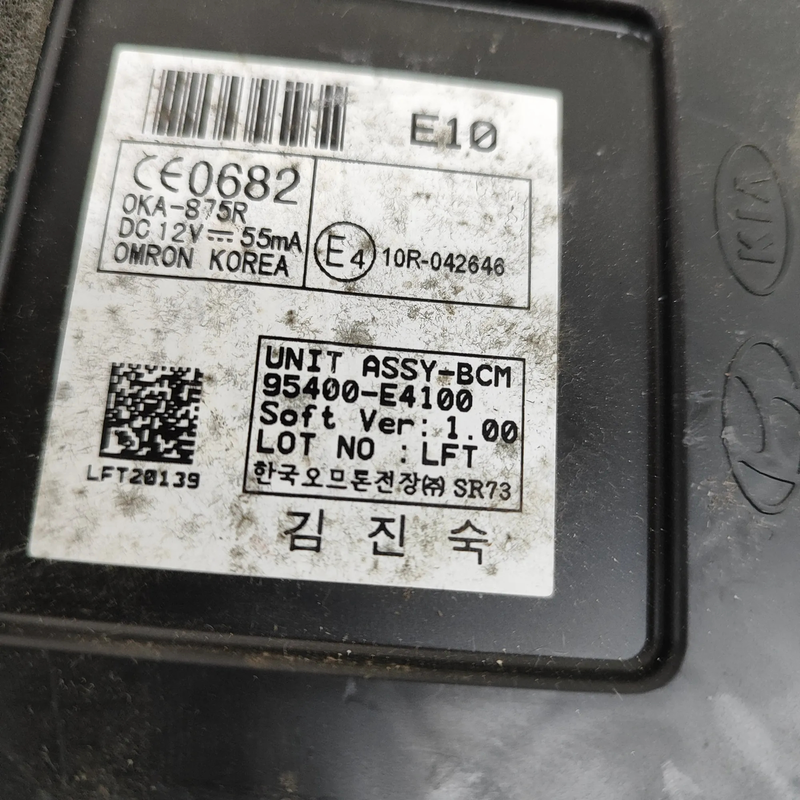 E10
CE0682
OKA-875R
DC 12V⎓ 55mA
OMRON KOREA
E4 10R-042646
UNIT ASSY-BCM
95400-E4100
Soft Ver: 1.00
LOT NO : LFT
한국오므론전장㈜ SR73
LFT20139
김 진 숙
KIA